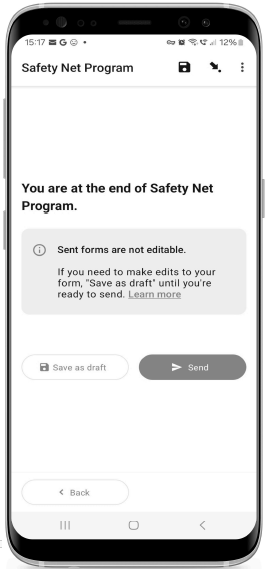 15:17 G 12%
Safety Net Program
You are at the end of Safety Net
Program.
Sent forms are not editable.
If you need to make edits to your
form, "Save as draft" until you're
ready to send. Learn more
Save as draft
Send
Back